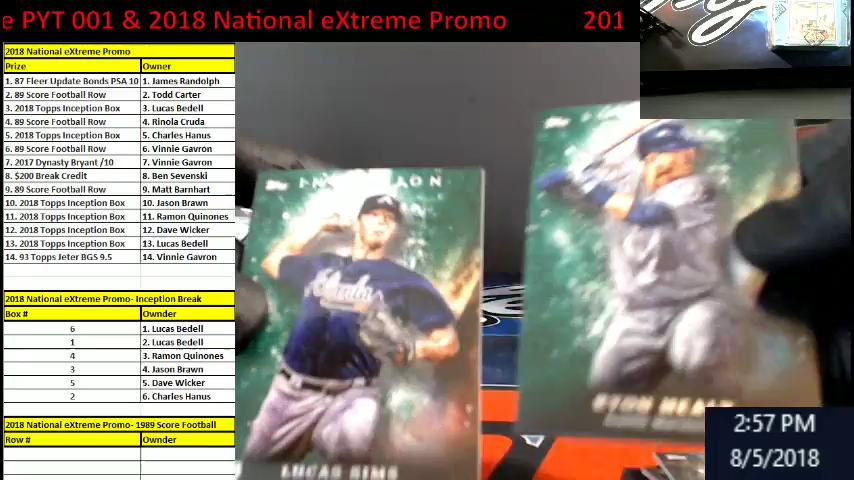 e PYT 001 & 2018 National eXtreme Promo 201
2018 National eXtreme Promo
Prize Owner
1. 87 Fleer Update Bonds PSA 10 1. James Randolph
2. 89 Score Football Row 2. Todd Carter
3. 2018 Topps Inception Box 3. Lucas Bedell
4. 89 Score Football Row 4. Rinola Cruda
5. 2018 Topps Inception Box 5. Charles Hanus
6. 89 Score Football Row 6. Vinnie Gavron
7. 2017 Dynasty Bryant /10 7. Vinnie Gavron
8. $200 Break Credit 8. Ben Sevenski
9. 89 Score Football Row 9. Matt Barnhart
10. 2018 Topps Inception Box 10. Jason Brawn
11. 2018 Topps Inception Box 11. Ramon Quinones
12. 2018 Topps Inception Box 12. Dave Wicker
13. 2018 Topps Inception Box 13. Lucas Bedell
14. 93 Topps Jeter BGS 9.5 14. Vinnie Gavron
2018 National eXtreme Promo- Inception Break
Box # Ownder
6 1. Lucas Bedell
1 2. Lucas Bedell
4 3. Ramon Quinones
3 4. Jason Brawn
5 5. Dave Wicker
2 6. Charles Hanus
2018 National eXtreme Promo- 1989 Score Football
Row # Ownder
Topps
LUCAS SIMS
Topps
2:57 PM
8/5/2018